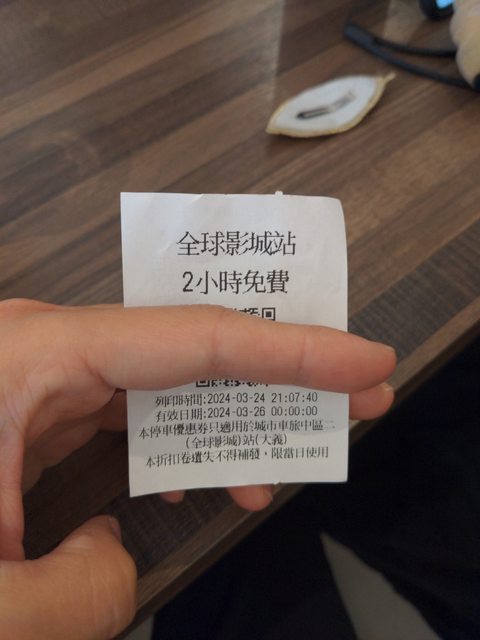 全球影城站
2小時免費
列印時間:2024-03-24 21:07:40
有效日期:2024-03-26 00:00:00
本停車優惠券只適用於城市車旅中區二
(全球影城)站(大義)
本折扣卷遺失不得補發，限當日使用